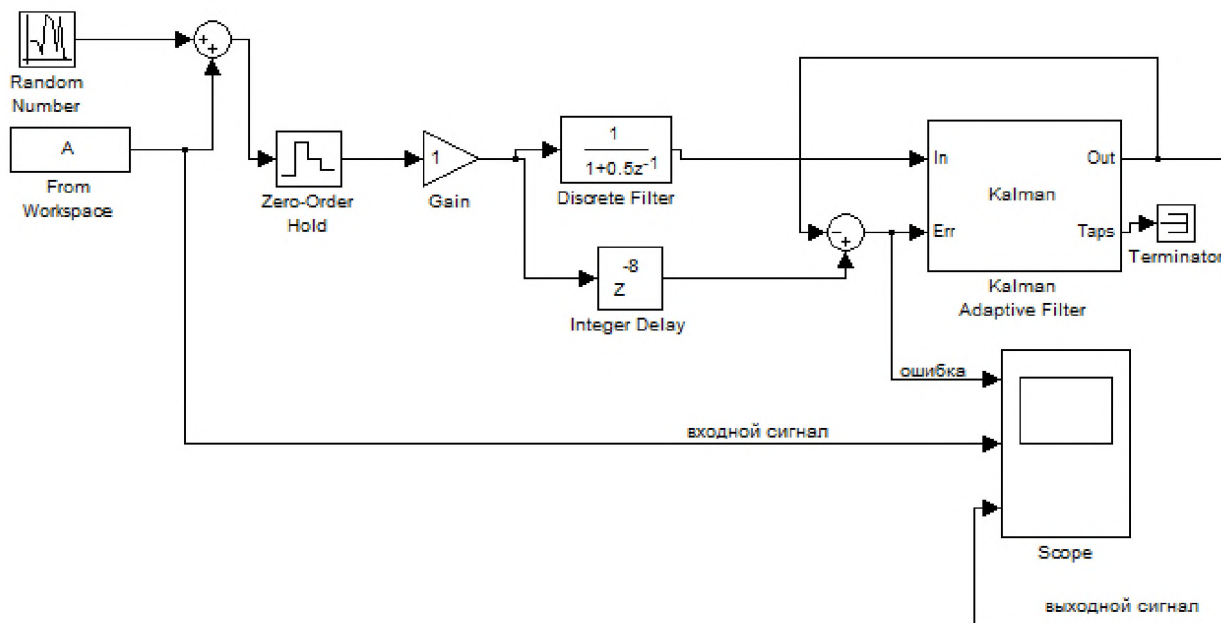 Random
Number
A
From
Workspace
Zero-Order
Hold
1
Gain
1
1+0.5z-1
Discrete Filter
-8
Z
Integer Delay
In
Out
Kalman
Err
Taps
Kalman
Adaptive Filter
Terminator
ошибка
входной сигнал
Scope
выходной сигнал